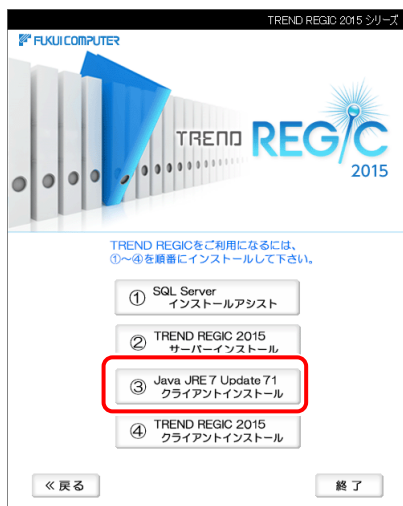 TREND REGIC 2015 シリーズ
FUKUI COMPUTER
TREND REGIC
2015
TREND REGICをご利用になるには、
①～④を順番にインストールして下さい。
① SQL Server
インストールアシスト
② TREND REGIC 2015
サーバーインストール
③ Java JRE 7 Update 71
クライアントインストール
④ TREND REGIC 2015
クライアントインストール
≪戻る
終了